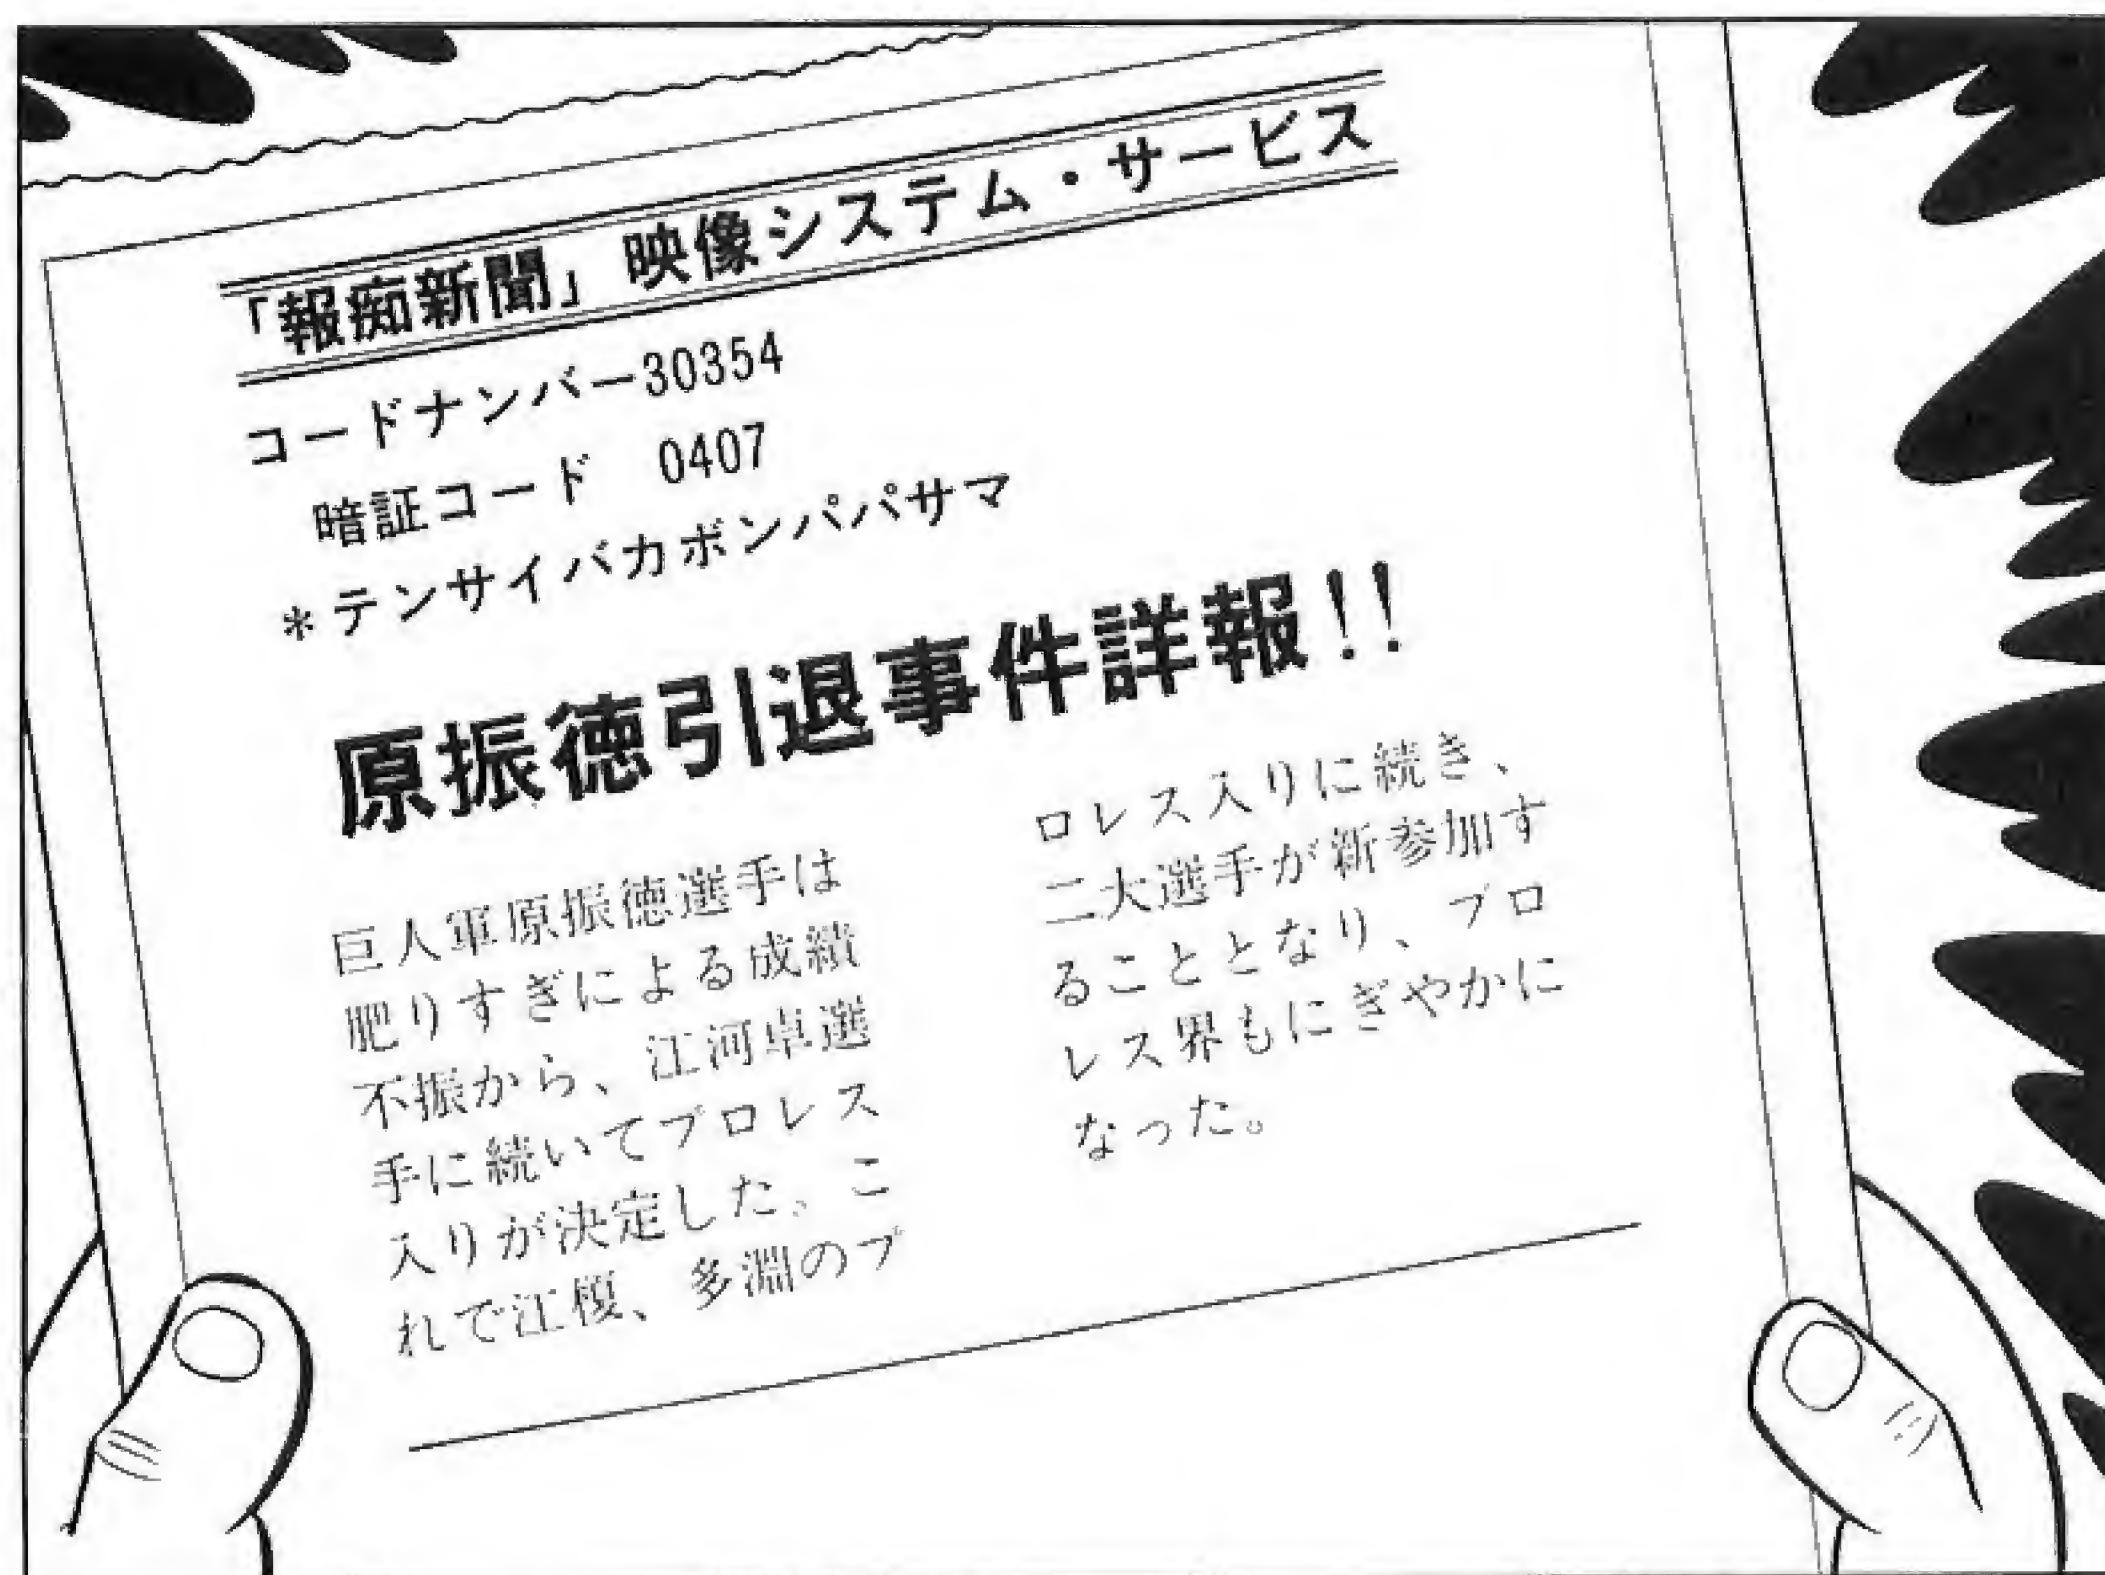 「報痴新聞」映像システム・サービス
コードナンバー30354
暗証コード 0407
*テンサイバカボンパパサマ
原振徳引退事件詳報!!
巨人軍原振徳選手は
肥りすぎによる成績
不振から、江河卓選
手に続いてプロレス
入りが決定した。こ
れで江榎、多淵のプ
ロレス入りに続き、
二大選手が新参加す
ることとなり、プロ
レス界もにぎやかに
なった。